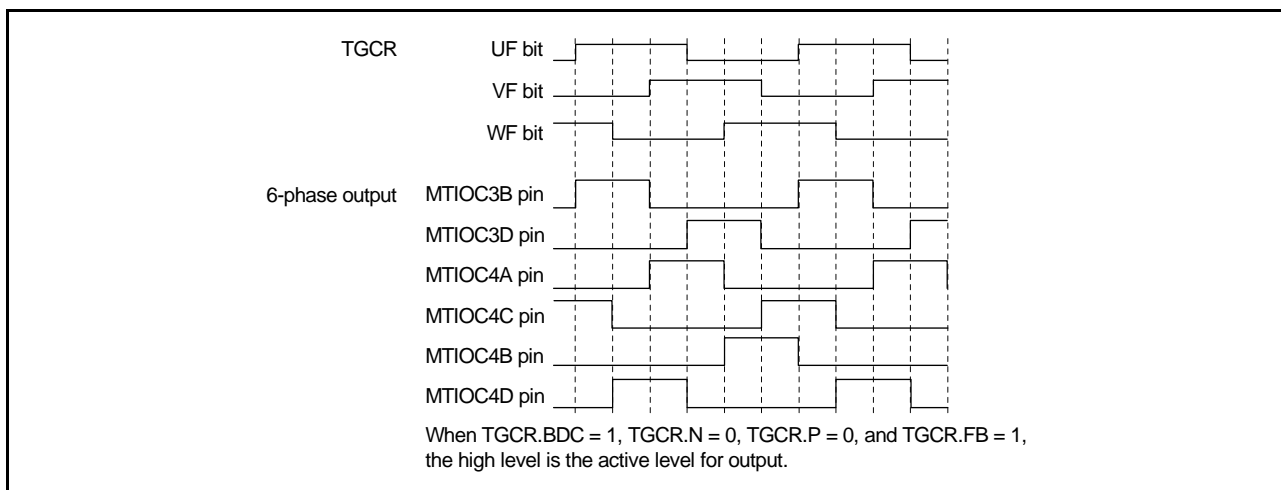 TGCR UF bit
VF bit
WF bit
6-phase output MTIOC3B pin
MTIOC3D pin
MTIOC4A pin
MTIOC4C pin
MTIOC4B pin
MTIOC4D pin
When TGCR.BDC = 1, TGCR.N = 0, TGCR.P = 0, and TGCR.FB = 1,
the high level is the active level for output.